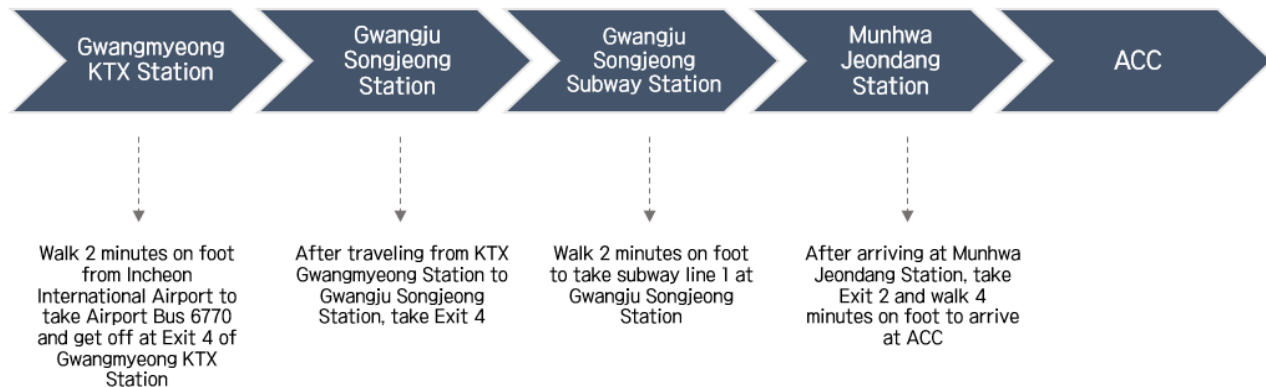 Gwangmyeong
KTX Station
Gwangju
Songjeong
Station
Gwangju
Songjeong
Subway Station
Munhwa
Jeondang
Station
ACC
Walk 2 minutes on foot
from Incheon
International Airport to
take Airport Bus 6770
and get off at Exit 4 of
Gwangmyeong KTX
Station
After traveling from KTX
Gwangmyeong Station to
Gwangju Songjeong
Station, take Exit 4
Walk 2 minutes on foot
to take subway line 1 at
Gwangju Songjeong
Station
After arriving at Munhwa
Jeondang Station, take
Exit 2 and walk 4
minutes on foot to arrive
at ACC